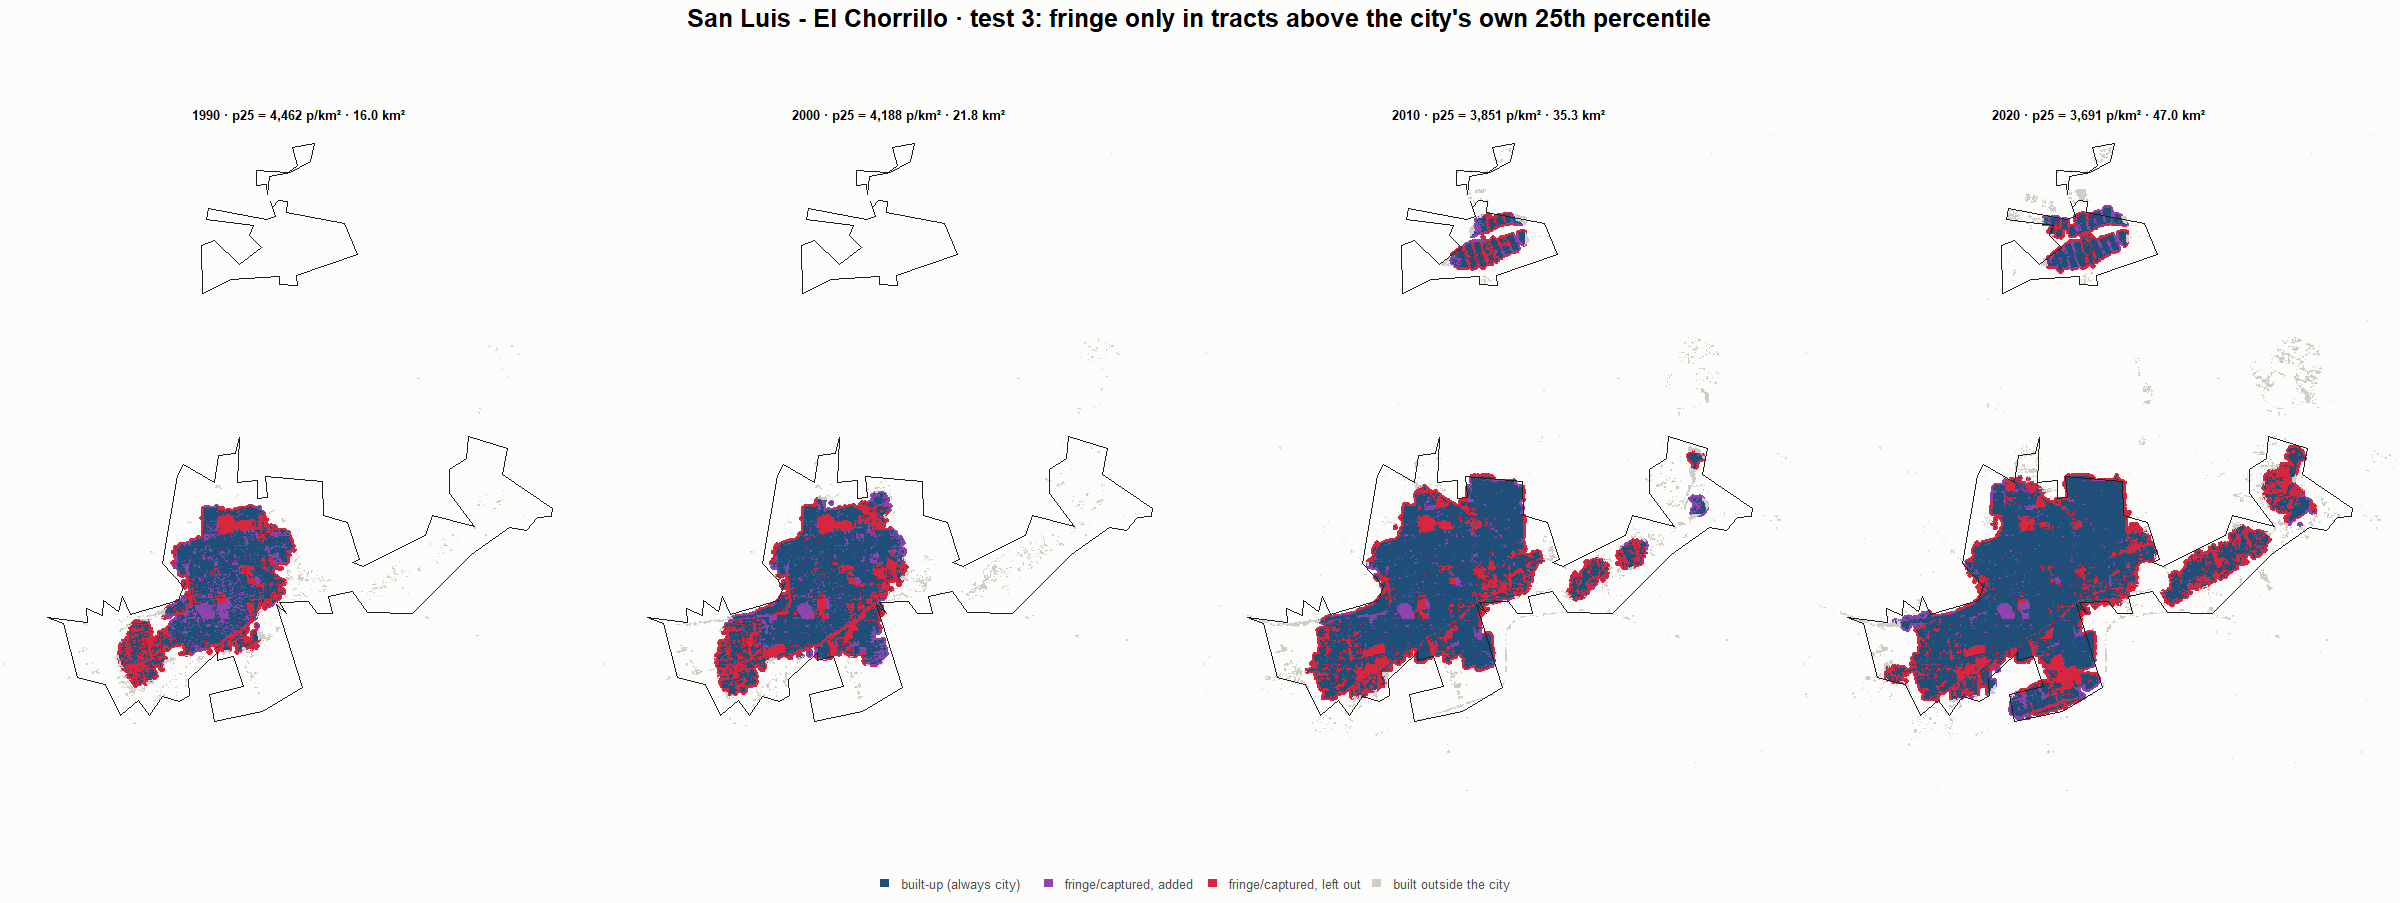 San Luis - El Chorrillo · test 3: fringe only in tracts above the city's own 25th percentile
1990 · p25 = 4,462 p/km² · 16.0 km²
2000 · p25 = 4,188 p/km² · 21.8 km²
2010 · p25 = 3,851 p/km² · 35.3 km²
2020 · p25 = 3,691 p/km² · 47.0 km²
built-up (always city)
fringe/captured, added
fringe/captured, left out
built outside the city